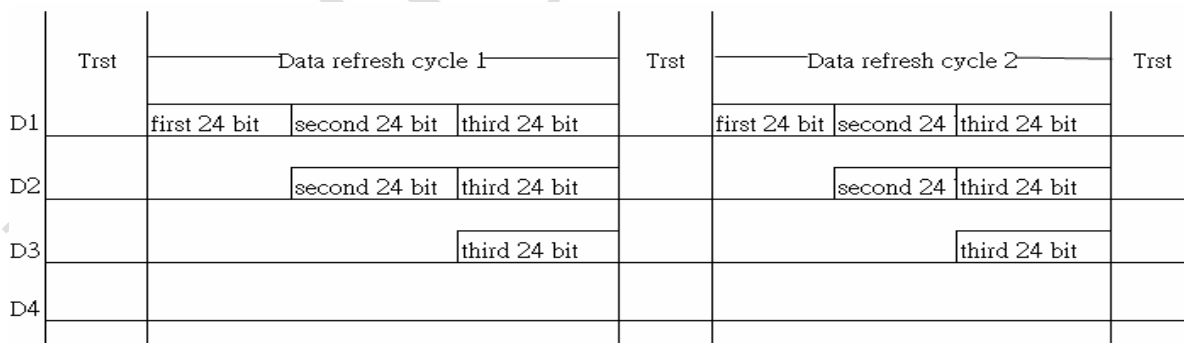 Trst Data refresh cycle 1 Trst Data refresh cycle 2 Trst
D1 first 24 bit second 24 bit third 24 bit first 24 bit second 24 third 24 bit
D2 second 24 bit third 24 bit second 24 third 24 bit
D3 third 24 bit third 24 bit
D4